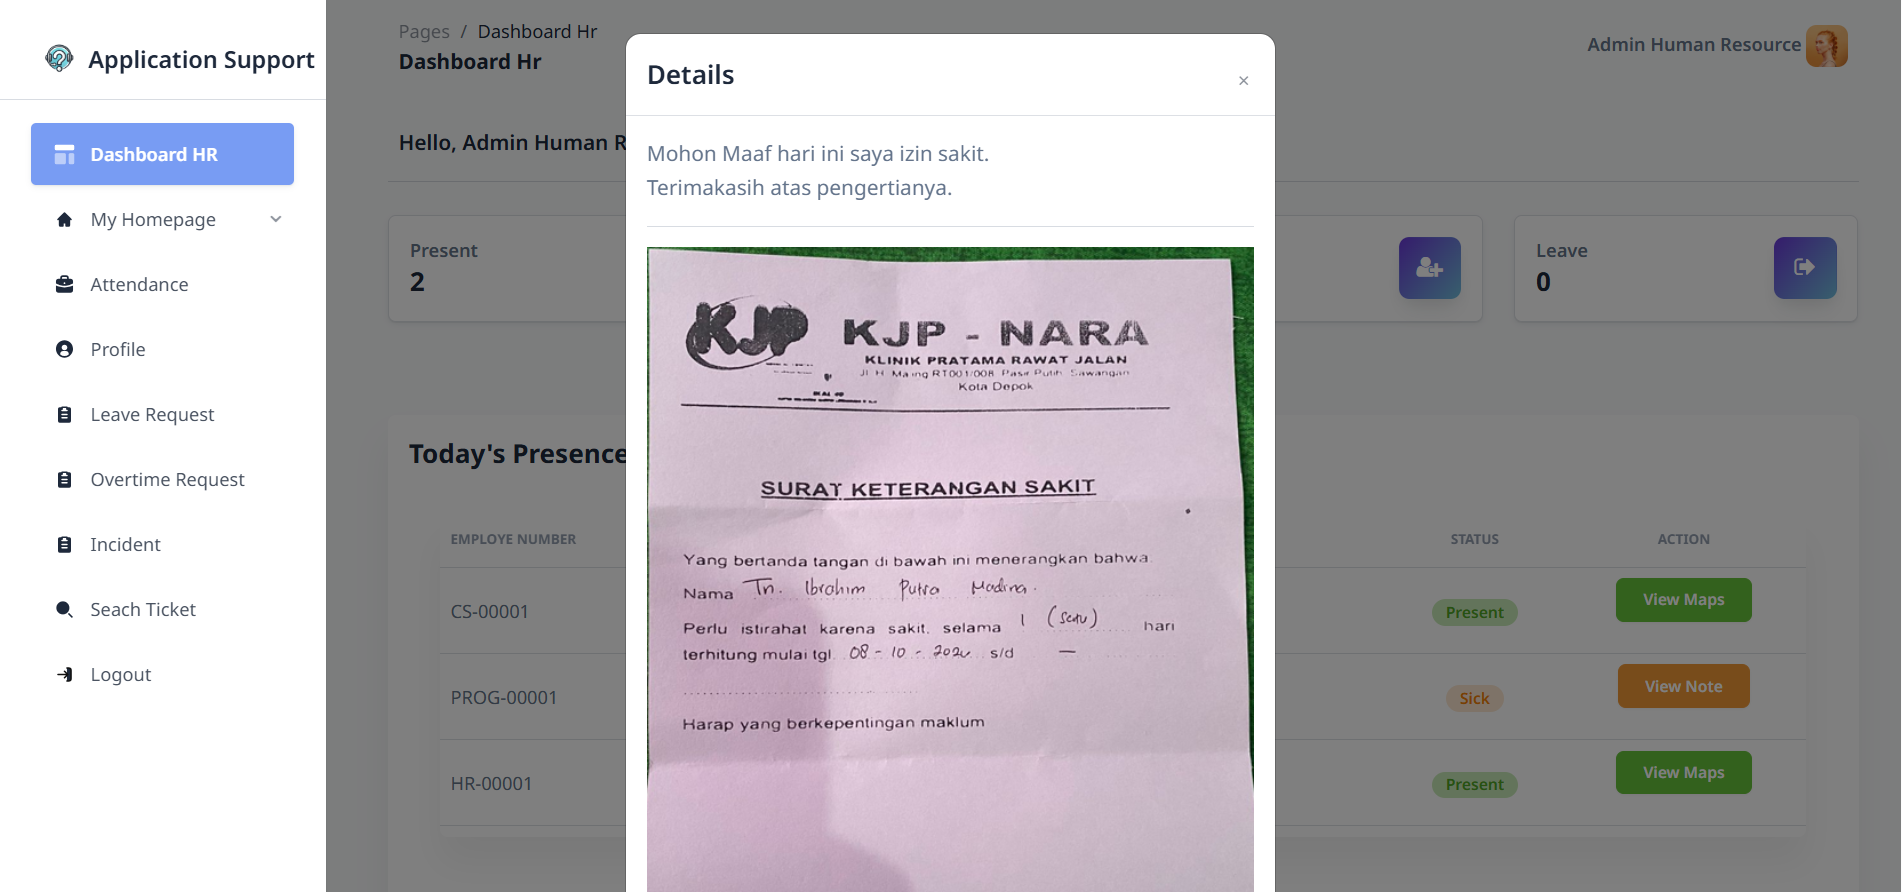 Application Support
Dashboard HR
My Homepage
Attendance
Profile
Leave Request
Overtime Request
Incident
Seach Ticket
Logout
Pages / Dashboard Hr
Dashboard Hr
Admin Human Resource
Hello, Admin Human R
Present
2
Leave
0
Today's Presence
EMPLOYE NUMBER STATUS ACTION
CS-00001 Present View Maps
PROG-00001 Sick View Note
HR-00001 Present View Maps
Details
×
Mohon Maaf hari ini saya izin sakit.
Terimakasih atas pengertianya.
KJP
KJP - NARA
KLINIK PRATAMA RAWAT JALAN
Jl. H. Maing RT001/008 Pasir Putih Sawangan
Kota Depok
SURAT KETERANGAN SAKIT
Yang bertanda tangan di bawah ini menerangkan bahwa
Nama Tn. Ibrahim Putra Madina.
Perlu istirahat karena sakit, selama 1 (satu) hari
terhitung mulai tgl. 08 - 10 - s/d —
Harap yang berkepentingan maklum